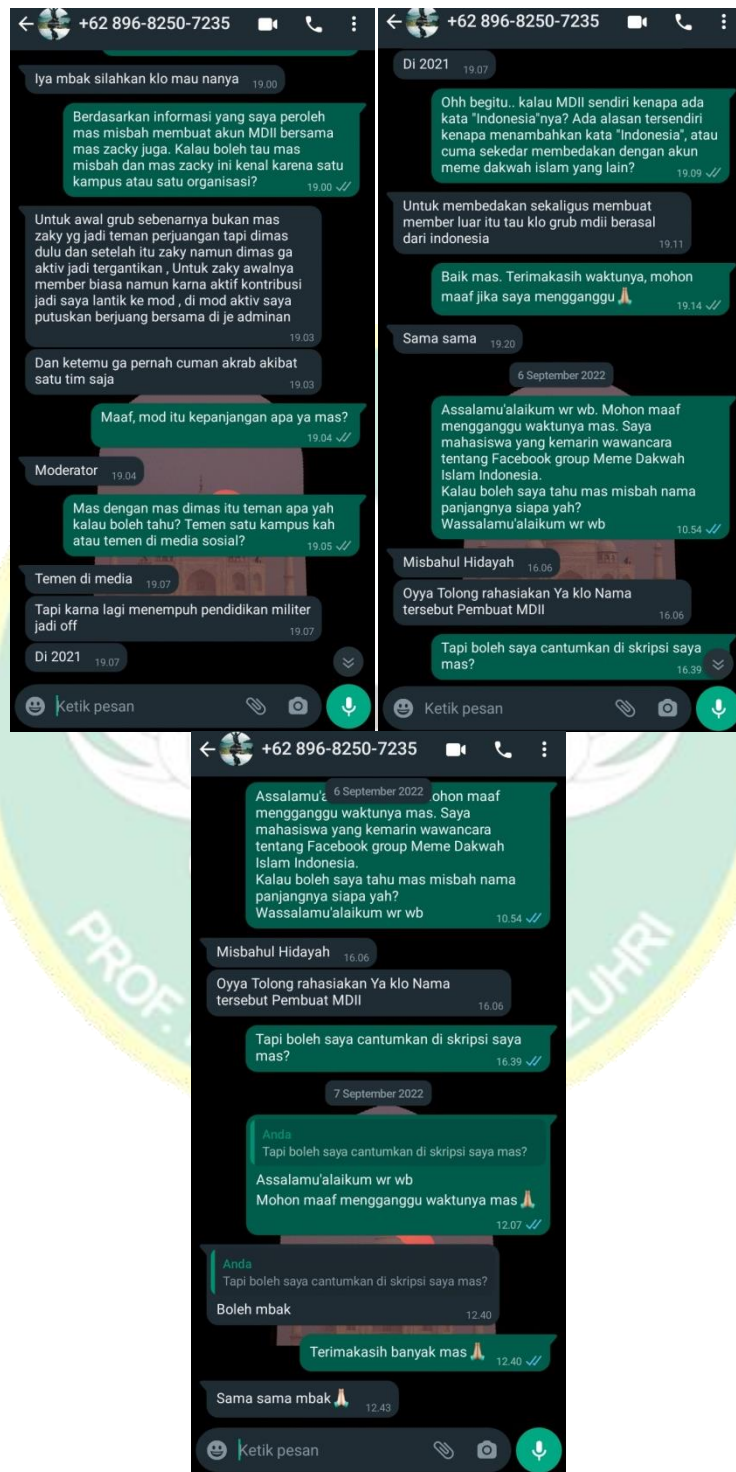 +62 896-8250-7235
Iya mbak silahkan klo mau nanya 19.00
Berdasarkan informasi yang saya peroleh
mas misbah membuat akun MDII bersama
mas zacky juga. Kalau boleh tau mas
misbah dan mas zacky ini kenal karena satu
kampus atau satu organisasi?
19.00
Untuk awal grub sebenarnya bukan mas
zaky yg jadi teman perjuangan tapi dimas
dulu dan setelah itu zaky namun dimas ga
aktiv jadi tergantikan , Untuk zaky awalnya
member biasa namun karna aktif kontribusi
jadi saya lantik ke mod , di mod aktiv saya
putuskan berjuang bersama di je adminan
19.03
Dan ketemu ga pernah cuman akrab akibat
satu tim saja 19.03
Maaf, mod itu kepanjangan apa ya mas?
19.04
Moderator 19.04
Mas dengan mas dimas itu teman apa yah
kalau boleh tahu? Temen satu kampus kah
atau temen di media sosial? 19.05
Temen di media 19.07
Tapi karna lagi menempuh pendidikan militer
jadi off 19.07
Di 2021 19.07
Ketik pesan
+62 896-8250-7235
Di 2021 19.07
Ohh begitu.. kalau MDII sendiri kenapa ada
kata "Indonesia"nya? Ada alasan tersendiri
kenapa menambahkan kata "Indonesia", atau
cuma sekedar membedakan dengan akun
meme dakwah islam yang lain? 19.09
Untuk membedakan sekaligus membuat
member luar itu tau klo grub mdii berasal
dari indonesia 19.11
Baik mas. Terimakasih waktunya, mohon
maaf jika saya mengganggu🙏🏻 19.14
Sama sama 19.20
6 September 2022
Assalamu'alaikum wr wb. Mohon maaf
mengganggu waktunya mas. Saya
mahasiswa yang kemarin wawancara
tentang Facebook group Meme Dakwah
Islam Indonesia.
Kalau boleh saya tahu mas misbah nama
panjangnya siapa yah?
Wassalamu'alaikum wr wb 10.54
Misbahul Hidayah 16.06
Oyya Tolong rahasiakan Ya klo Nama
tersebut Pembuat MDII 16.06
Tapi boleh saya cantumkan di skripsi saya
mas? 16.39
Ketik pesan
+62 896-8250-7235
6 September 2022
Assalamu'a ohon maaf
mengganggu waktunya mas. Saya
mahasiswa yang kemarin wawancara
tentang Facebook group Meme Dakwah
Islam Indonesia.
Kalau boleh saya tahu mas misbah nama
panjangnya siapa yah?
Wassalamu'alaikum wr wb 10.54
Misbahul Hidayah 16.06
Oyya Tolong rahasiakan Ya klo Nama
tersebut Pembuat MDII 16.06
Tapi boleh saya cantumkan di skripsi saya
mas? 16.39
7 September 2022
Anda
Tapi boleh saya cantumkan di skripsi saya mas?
Assalamu'alaikum wr wb
Mohon maaf mengganggu waktunya mas🙏🏻
12.07
Anda
Tapi boleh saya cantumkan di skripsi saya mas?
Boleh mbak 12.40
Terimakasih banyak mas🙏🏻 12.40
Sama sama mbak🙏🏻 12.43
Ketik pesan
PROF.
ZUHRI